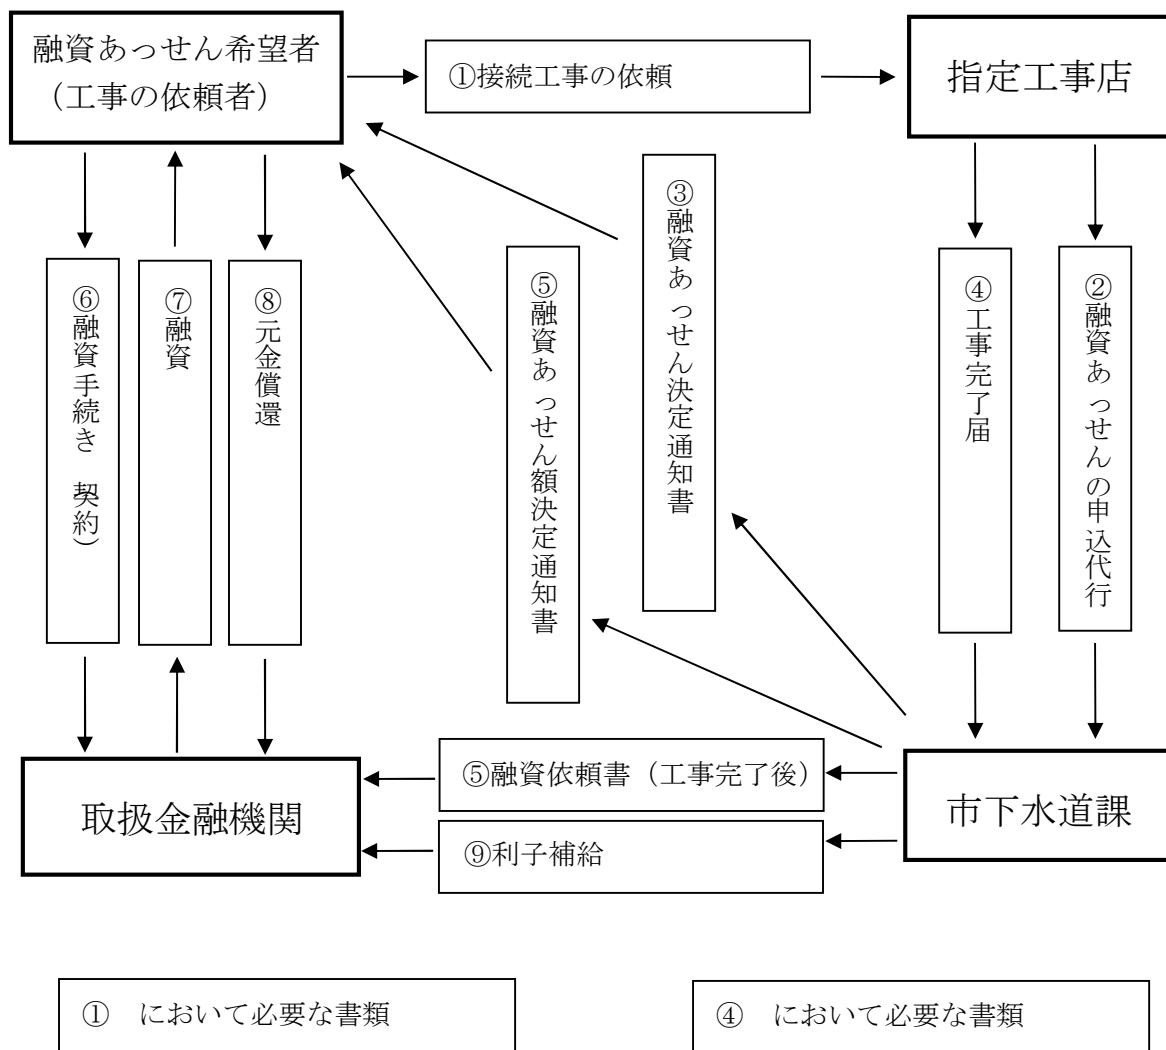 融資あっせん希望者
（工事の依頼者）
①接続工事の依頼
指定工事店
③融資あっせん決定通知書
⑤融資あっせん額決定通知書
⑥融資手続き　契約）
⑦融資
⑧元金償還
④工事完了届
②融資あっせんの申込代行
⑤融資依頼書（工事完了後）
取扱金融機関
市下水道課
⑨利子補給
①　において必要な書類
④　において必要な書類